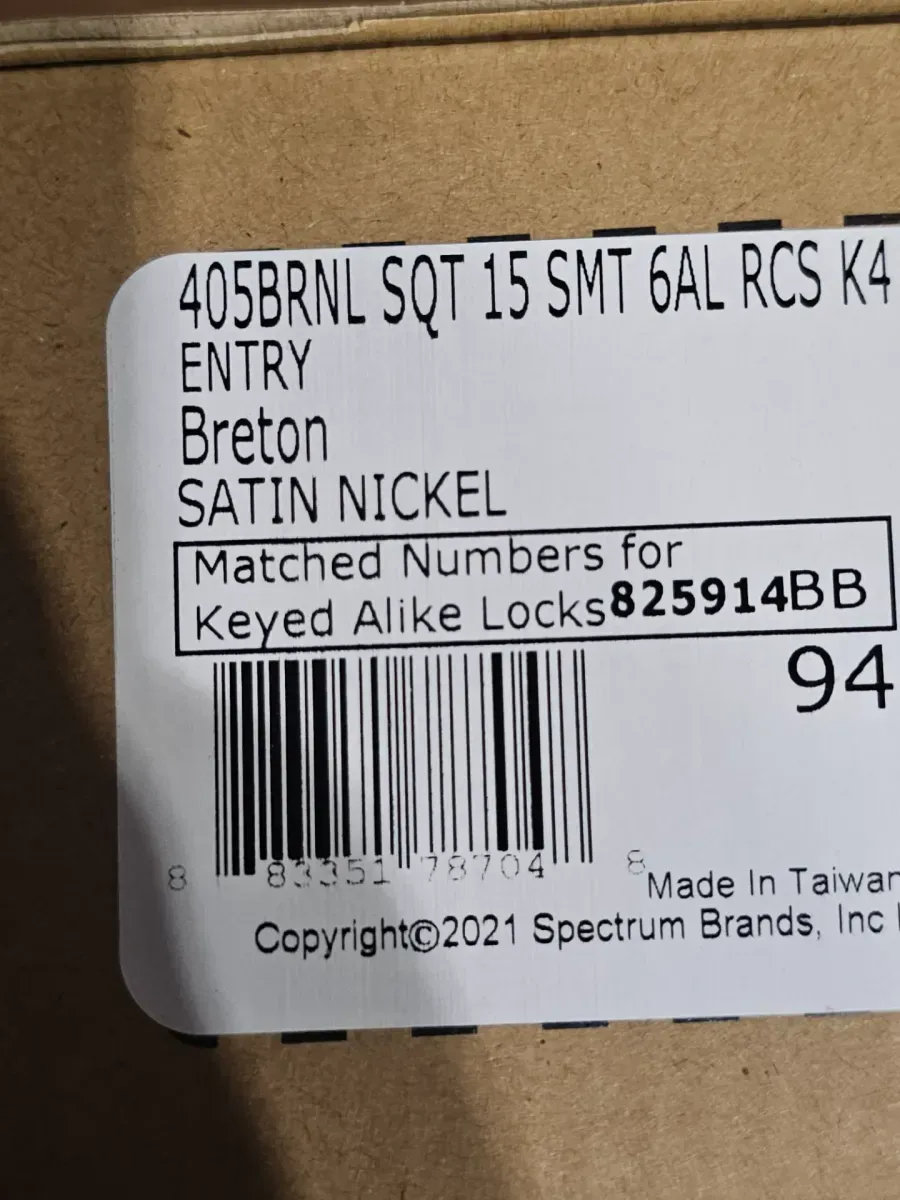 405BRNL SQT 15 SMT 6AL RCS K4
ENTRY
Breton
SATIN NICKEL
Matched Numbers for
Keyed Alike Locks825914BB
94
8 83351 78704 8
Made In Taiwan
Copyright©2021 Spectrum Brands, Inc